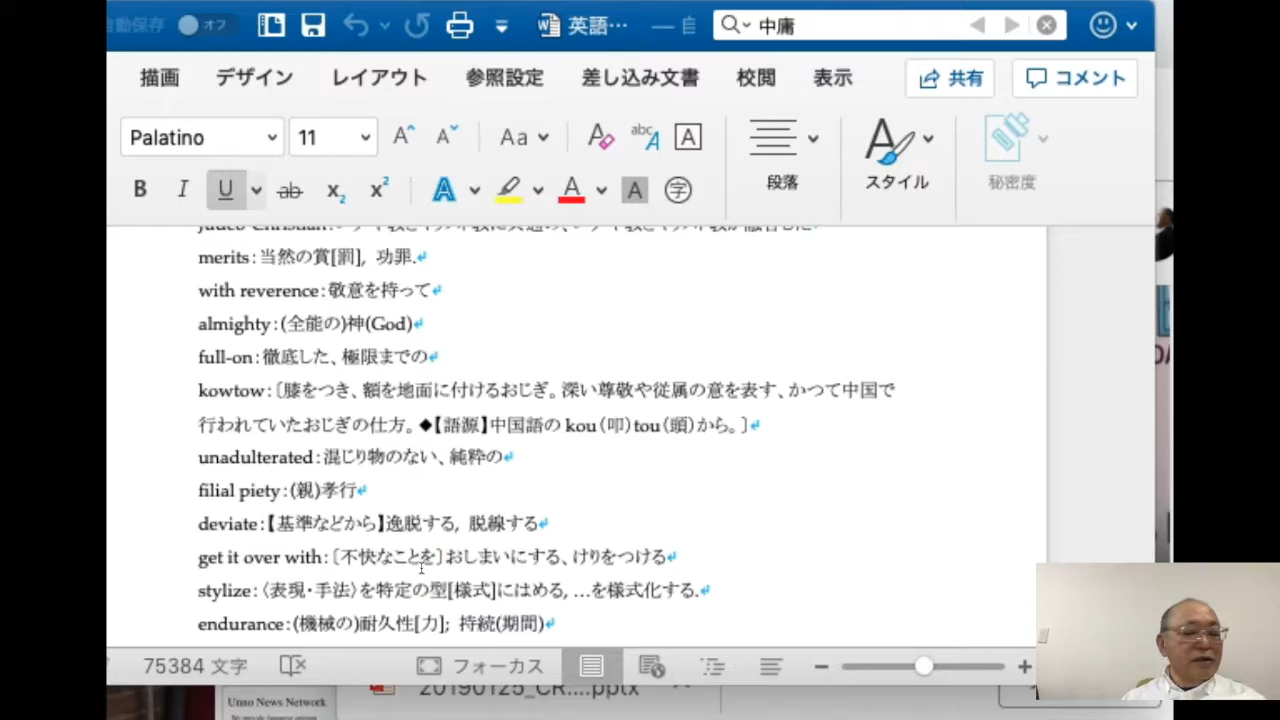 自動保存 オフ 英語… — 自 中庸
描画 デザイン レイアウト 参照設定 差し込み文書 校閲 表示 共有 コメント
Palatino 11 A A Aa A abcA A 段落 スタイル 秘密度
B I U ab x₂ x² A A A 字
merits：当然の賞[罰], 功罪.
with reverence：敬意を持って
almighty：(全能の)神(God)
full-on：徹底した、極限までの
kowtow：〔膝をつき、額を地面に付けるおじぎ。深い尊敬や従属の意を表す、かつて中国で
行われていたおじぎの仕方。◆【語源】中国語の kou（叩）tou（頭）から。〕
unadulterated：混じり物のない、純粋の
filial piety：(親)孝行
deviate：【基準などから】逸脱する, 脱線する
get it over with：〔不快なことを〕おしまいにする、けりをつける
stylize：〈表現・手法〉を特定の型[様式]にはめる, …を様式化する.
endurance：(機械の)耐久性[力]; 持続(期間)
75384 文字 フォーカス
20190125_CR....pptx
Unno News Network